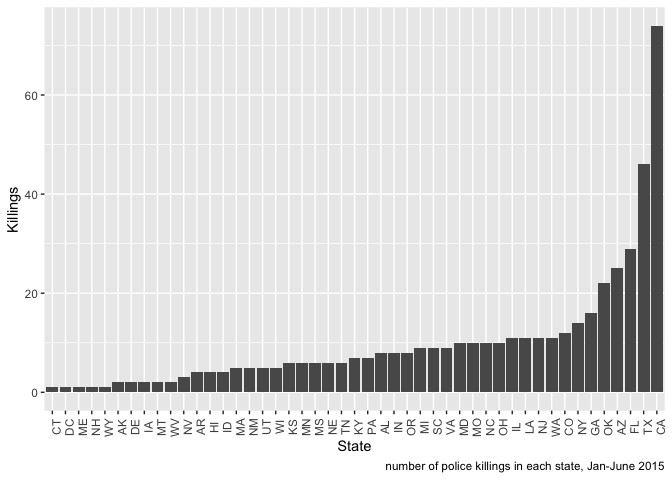 60
40
20
0
Killings
CT DC ME NH WY AK DE IA MT WV NV AR HI ID MA NM UT WI KS MN MS NE TN KY PA AL IN OR MI SC VA MD MO NC OH IL LA NJ WA CO NY GA OK AZ FL TX CA
State
number of police killings in each state, Jan-June 2015